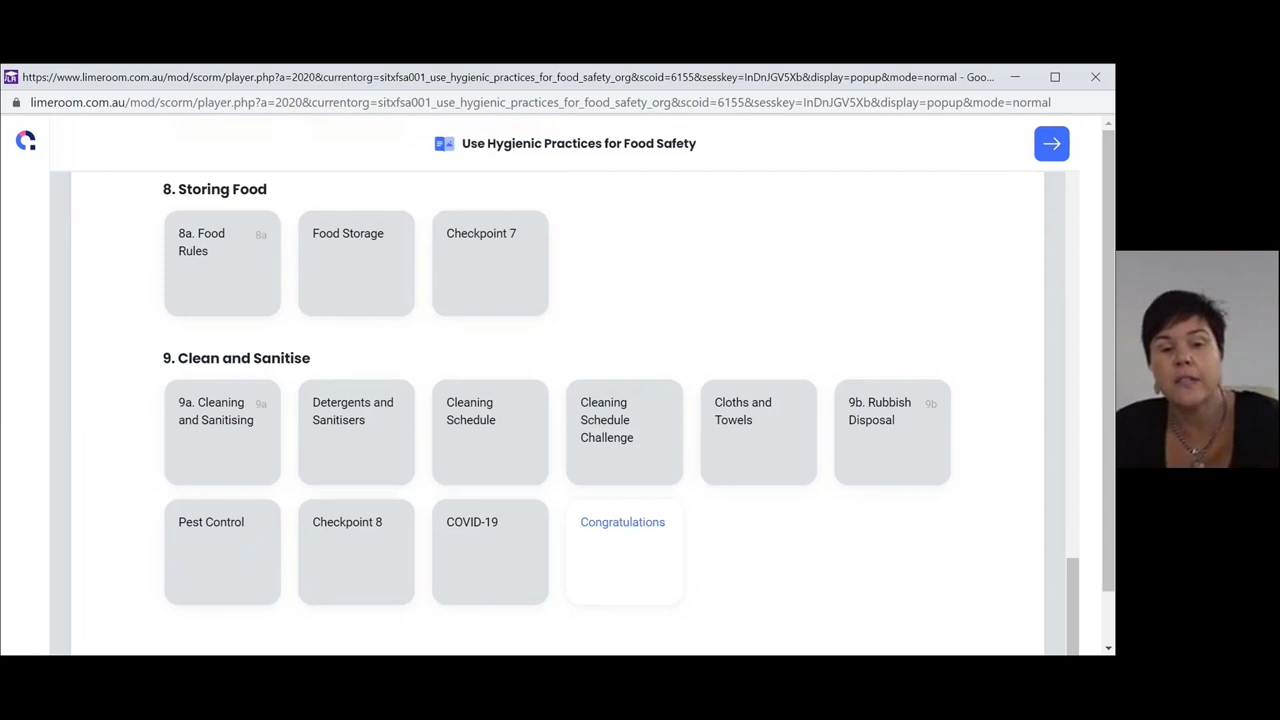 https://www.limeroom.com.au/mod/scorm/player.php?a=2020&currentorg=sitxfsa001_use_hygienic_practices_for_food_safety_org&scoid=6155&sesskey=InDnJGV5Xb&display=popup&mode=normal - Goo...
limeroom.com.au/mod/scorm/player.php?a=2020&currentorg=sitxfsa001_use_hygienic_practices_for_food_safety_org&scoid=6155&sesskey=InDnJGV5Xb&display=popup&mode=normal
Use Hygienic Practices for Food Safety
8. Storing Food
8a. Food 8a
Rules
Food Storage
Checkpoint 7
9. Clean and Sanitise
9a. Cleaning 9a
and Sanitising
Detergents and
Sanitisers
Cleaning
Schedule
Cleaning
Schedule
Challenge
Cloths and
Towels
9b. Rubbish 9b
Disposal
Pest Control
Checkpoint 8
COVID-19
Congratulations